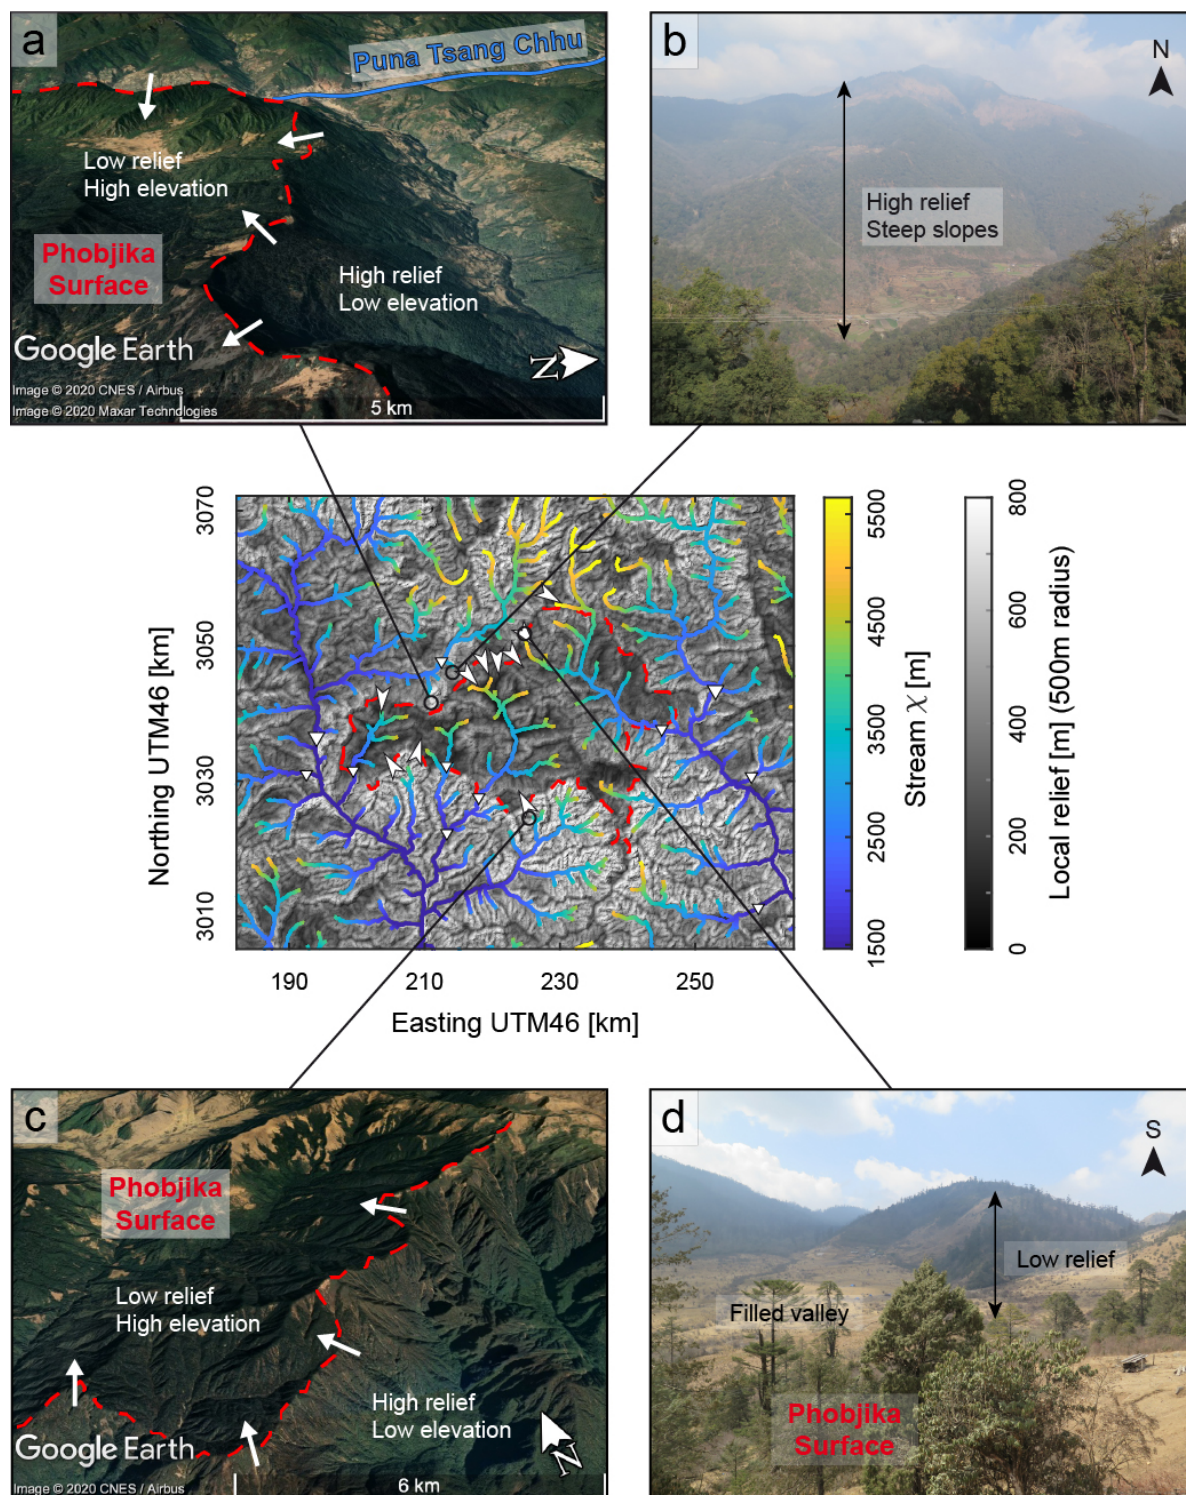 a
Puna Tsang Chhu
Low relief
High elevation
Phobjika
Surface
High relief
Low elevation
Google Earth
Image © 2020 CNES / Airbus
Image © 2020 Maxar Technologies
5 km
N
b
N
High relief
Steep slopes
3070
3050
3030
3010
Northing UTM46 [km]
190
210
230
250
Easting UTM46 [km]
5500
4500
3500
2500
1500
Stream χ [m]
800
600
400
200
0
Local relief [m] (500m radius)
c
Phobjika
Surface
Low relief
High elevation
High relief
Low elevation
Google Earth
Image © 2020 CNES / Airbus
6 km
N
d
S
Low relief
Filled valley
Phobjika
Surface